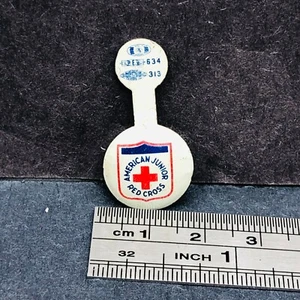 634
313
AMERICAN JUNIOR
RED CROSS
cm 1 2 3
32 INCH 1